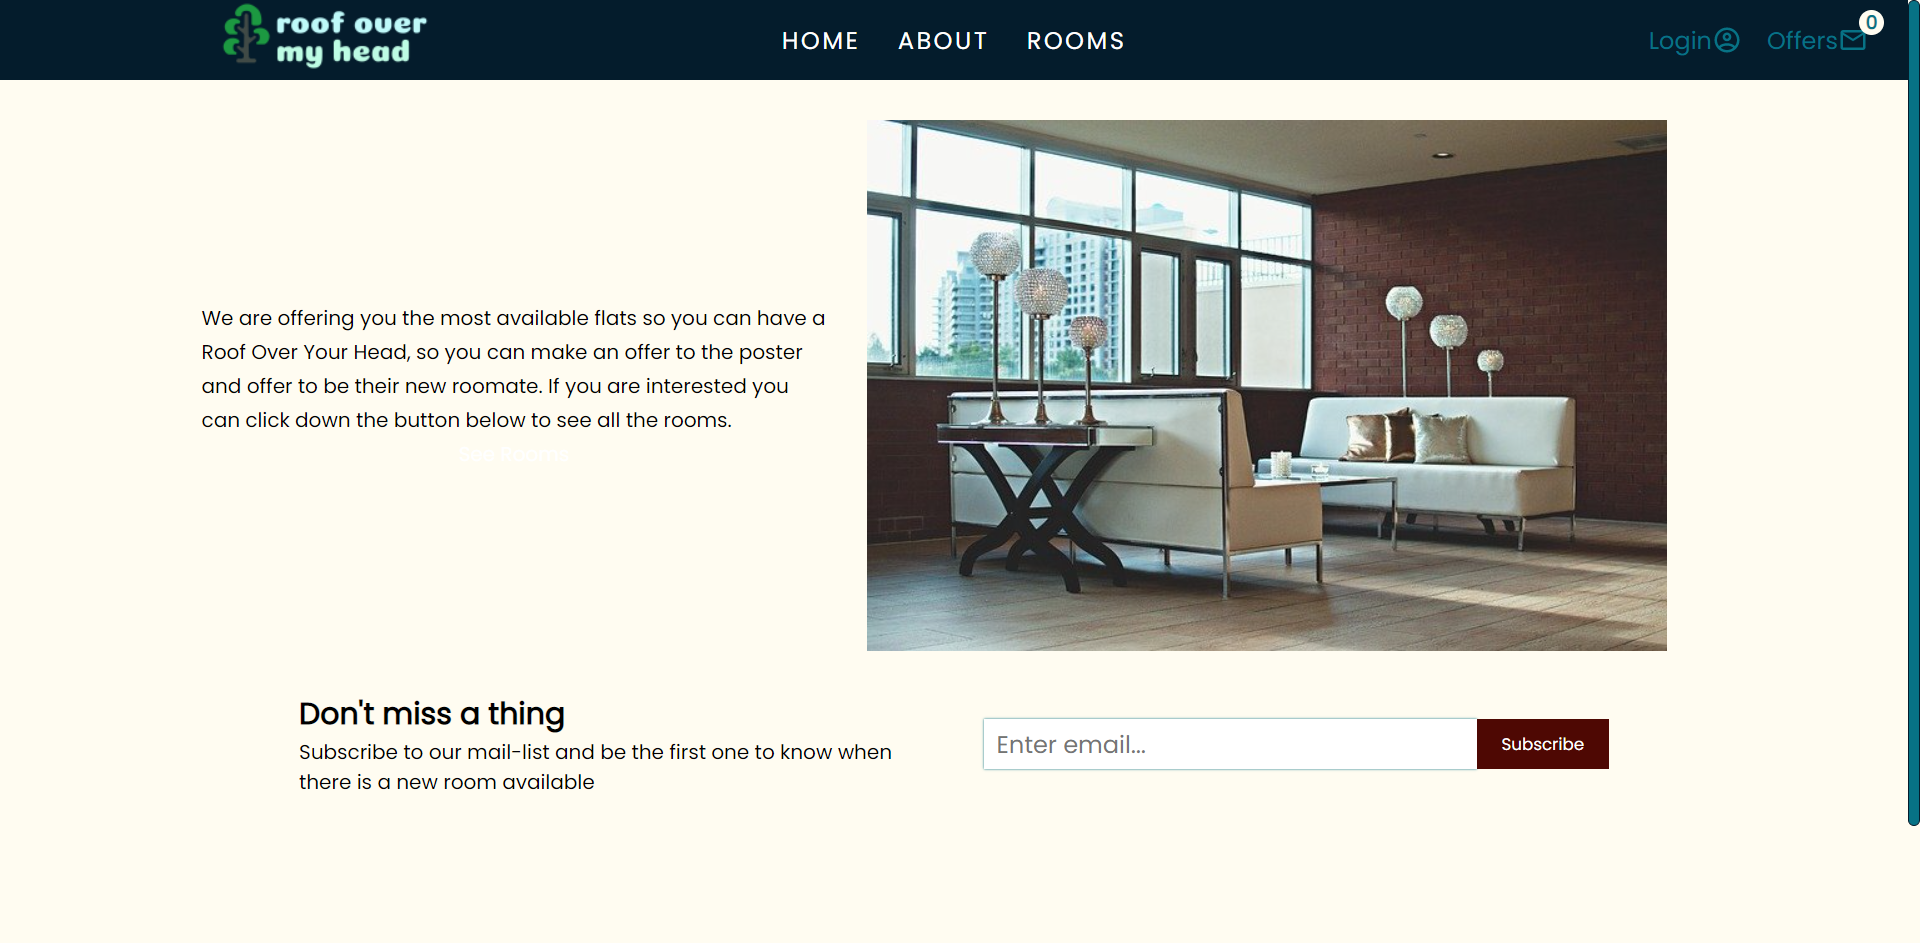 roof over
my head
HOME ABOUT ROOMS
Login Offers 0
We are offering you the most available flats so you can have a
Roof Over Your Head, so you can make an offer to the poster
and offer to be their new roomate. If you are interested you
can click down the button below to see all the rooms.
See Rooms
Don't miss a thing
Subscribe to our mail-list and be the first one to know when
there is a new room available
Enter email...
Subscribe